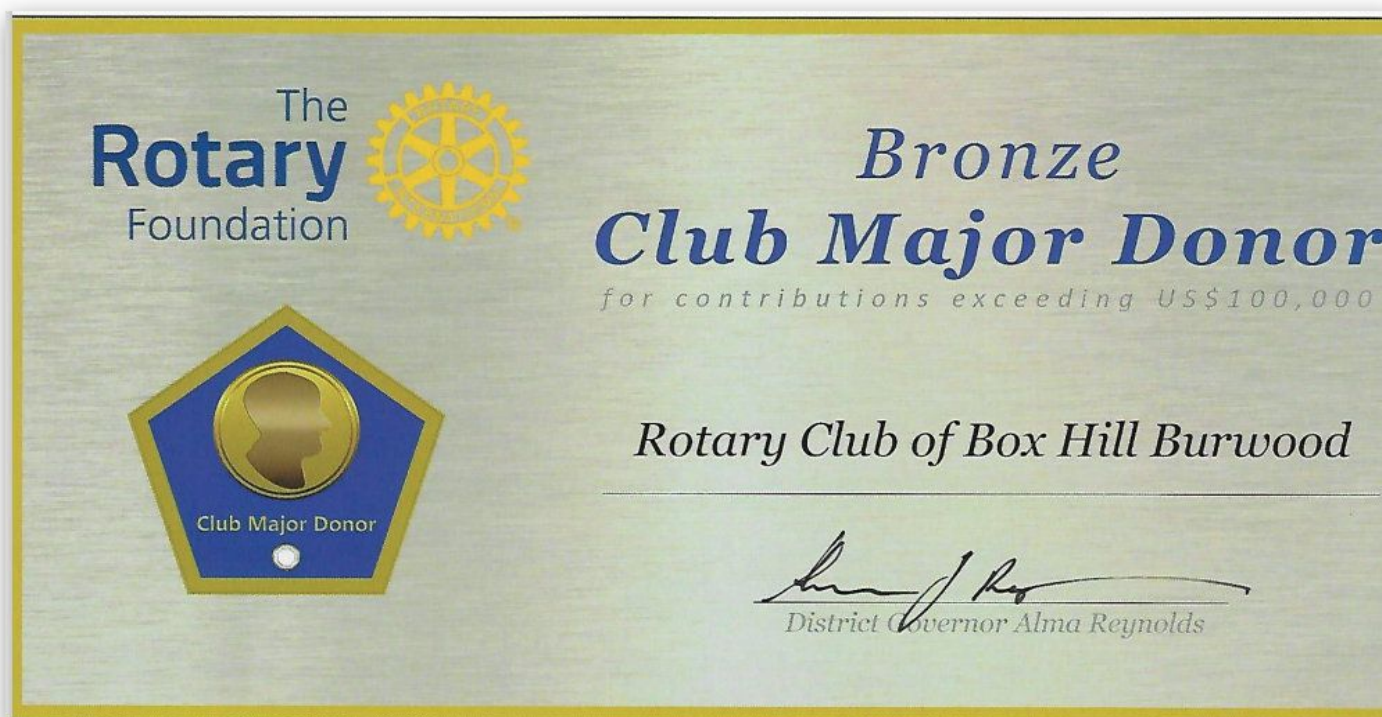 The
Rotary
Foundation
Bronze
Club Major Donor
for contributions exceeding US$100,000
Rotary Club of Box Hill Burwood
District Governor Alma Reynolds
Club Major Donor